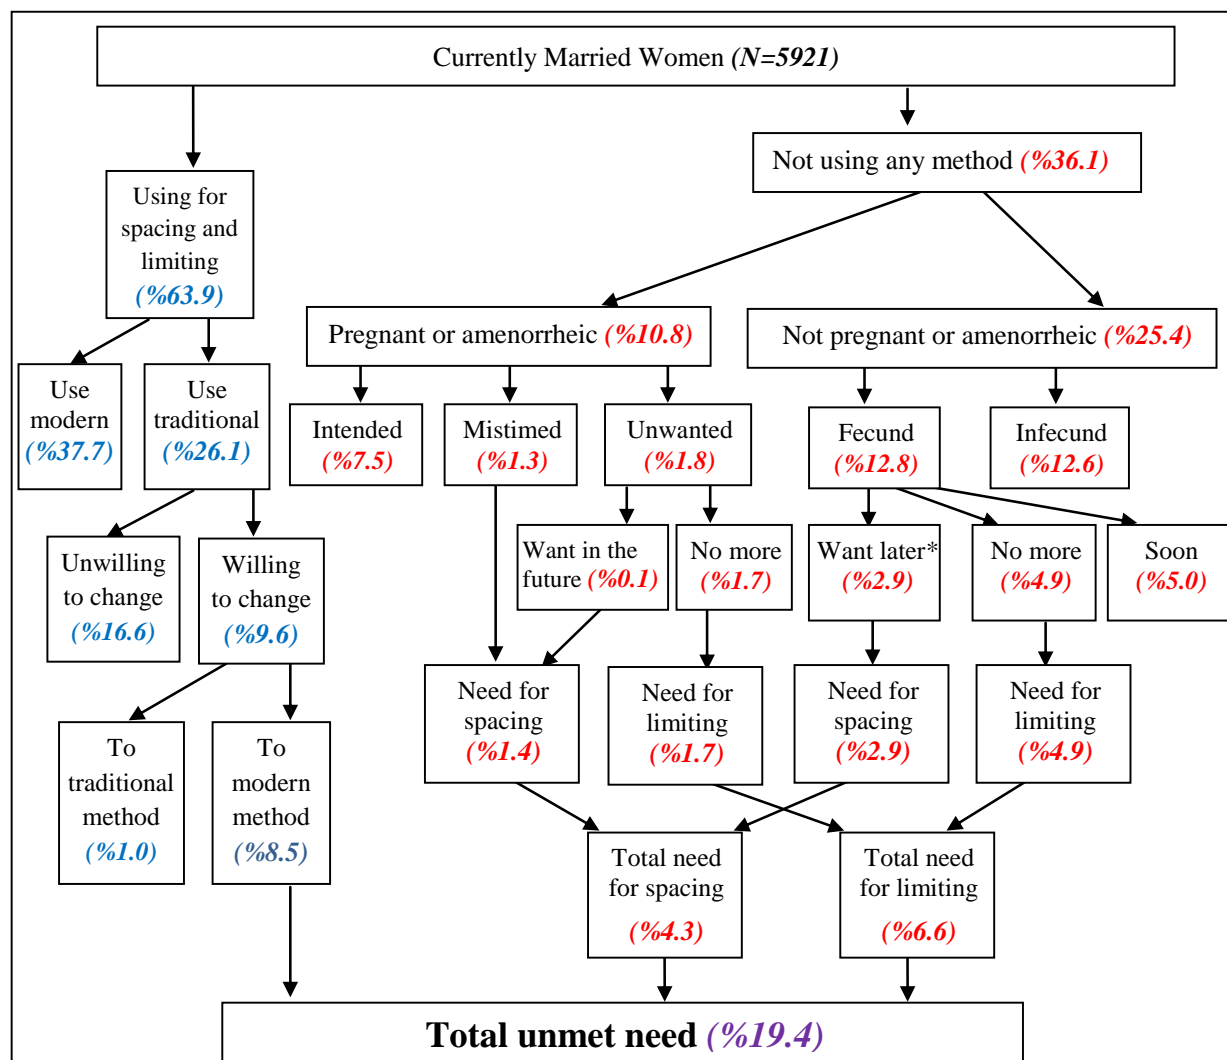 Currently Married Women (N=5921)
Not using any method (%36.1)
Using for
spacing and
limiting
(%63.9)
Pregnant or amenorrheic (%10.8)
Not pregnant or amenorrheic (%25.4)
Use
modern
(%37.7)
Use
traditional
(%26.1)
Intended
(%7.5)
Mistimed
(%1.3)
Unwanted
(%1.8)
Fecund
(%12.8)
Infecund
(%12.6)
Unwilling
to change
(%16.6)
Willing
to change
(%9.6)
Want in the
future (%0.1)
No more
(%1.7)
Want later*
(%2.9)
No more
(%4.9)
Soon
(%5.0)
Need for
spacing
(%1.4)
Need for
limiting
(%1.7)
Need for
spacing
(%2.9)
Need for
limiting
(%4.9)
To
traditional
method
(%1.0)
To
modern
method
(%8.5)
Total need
for spacing
(%4.3)
Total need
for limiting
(%6.6)
Total unmet need (%19.4)